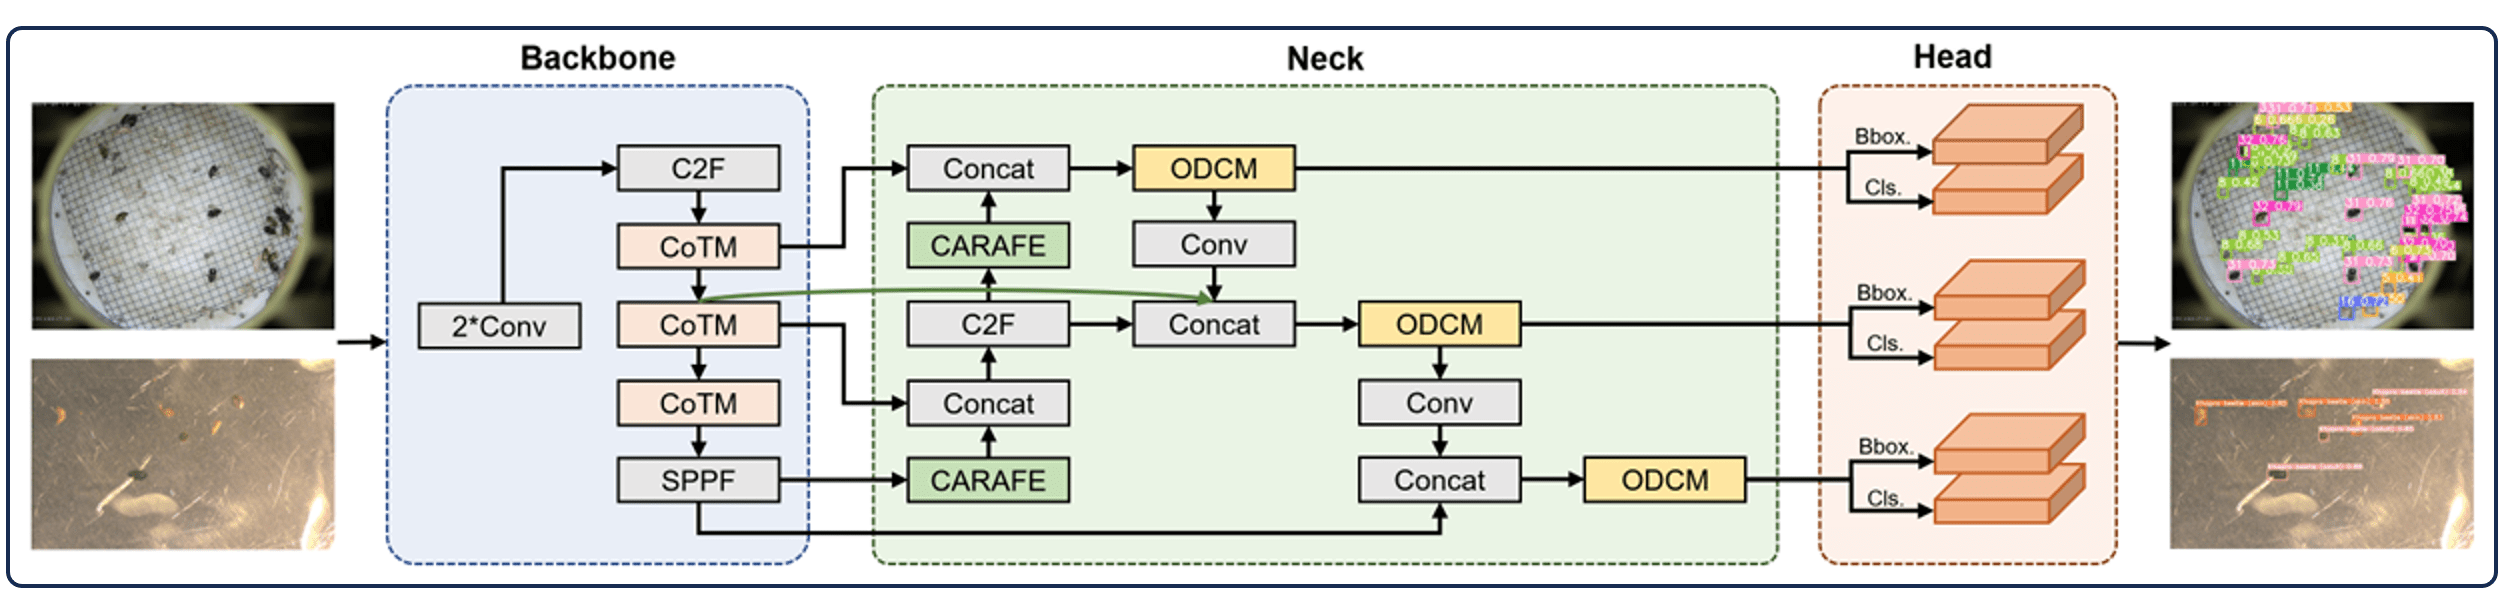 Backbone
Neck
Head
2*Conv
C2F
CoTM
CoTM
CoTM
SPPF
Concat
CARAFE
C2F
Concat
CARAFE
ODCM
Conv
Concat
ODCM
Conv
Concat
ODCM
Bbox.
Cls.
Bbox.
Cls.
Bbox.
Cls.